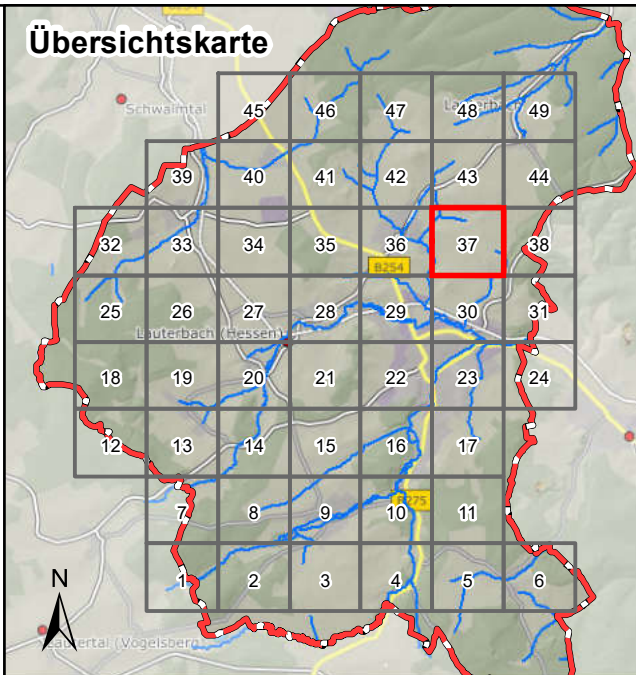 Übersichtskarte
Schwalmtal
45 46 47 48 49
39 40 41 42 43 44
32 33 34 35 36 37 38
B254
25 26 27 28 29 30 31
Lauterbach (Hessen)
18 19 20 21 22 23 24
12 13 14 15 16 17
7 8 9 10 11
B275
1 2 3 4 5 6
N
Lautertal (Vogelsberg)